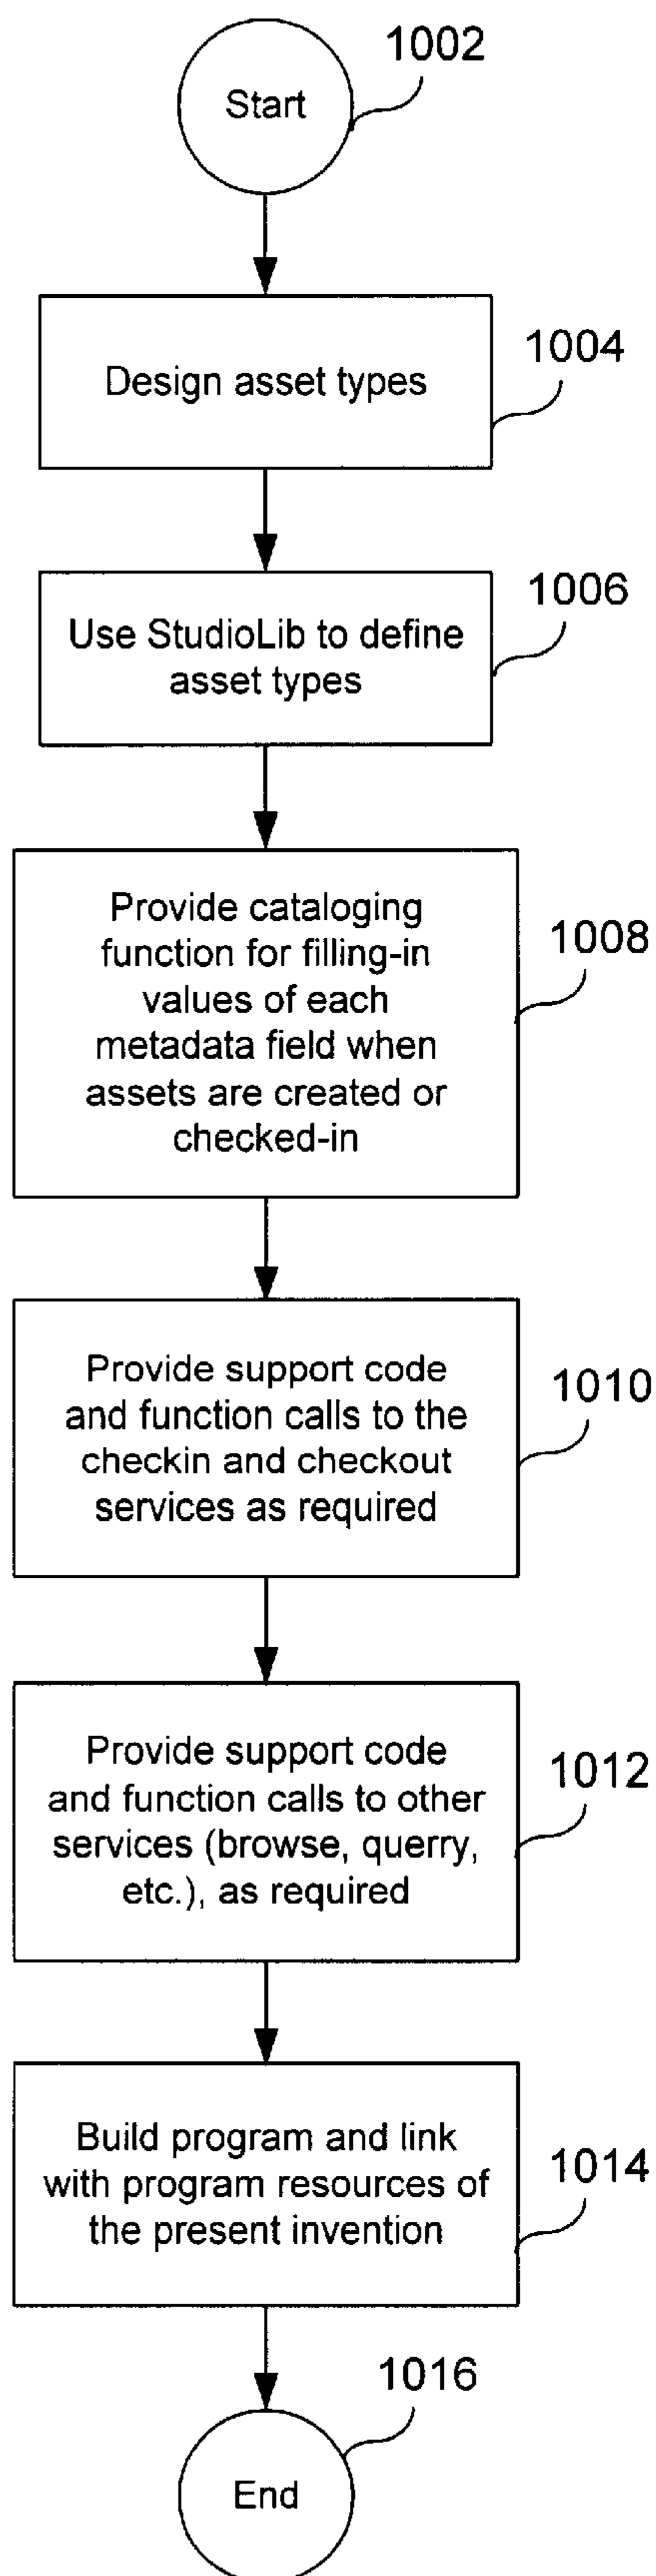 1002
Start
1004
Design asset types
1006
Use StudioLib to define
asset types
Provide cataloging
function for filling-in
values of each
metadata field when
assets are created or
checked-in
1008
Provide support code
and function calls to the
checkin and checkout
services as required
1010
Provide support code
and function calls to other
services (browse, querry,
etc.), as required
1012
Build program and link
with program resources of
the present invention
1014
1016
End